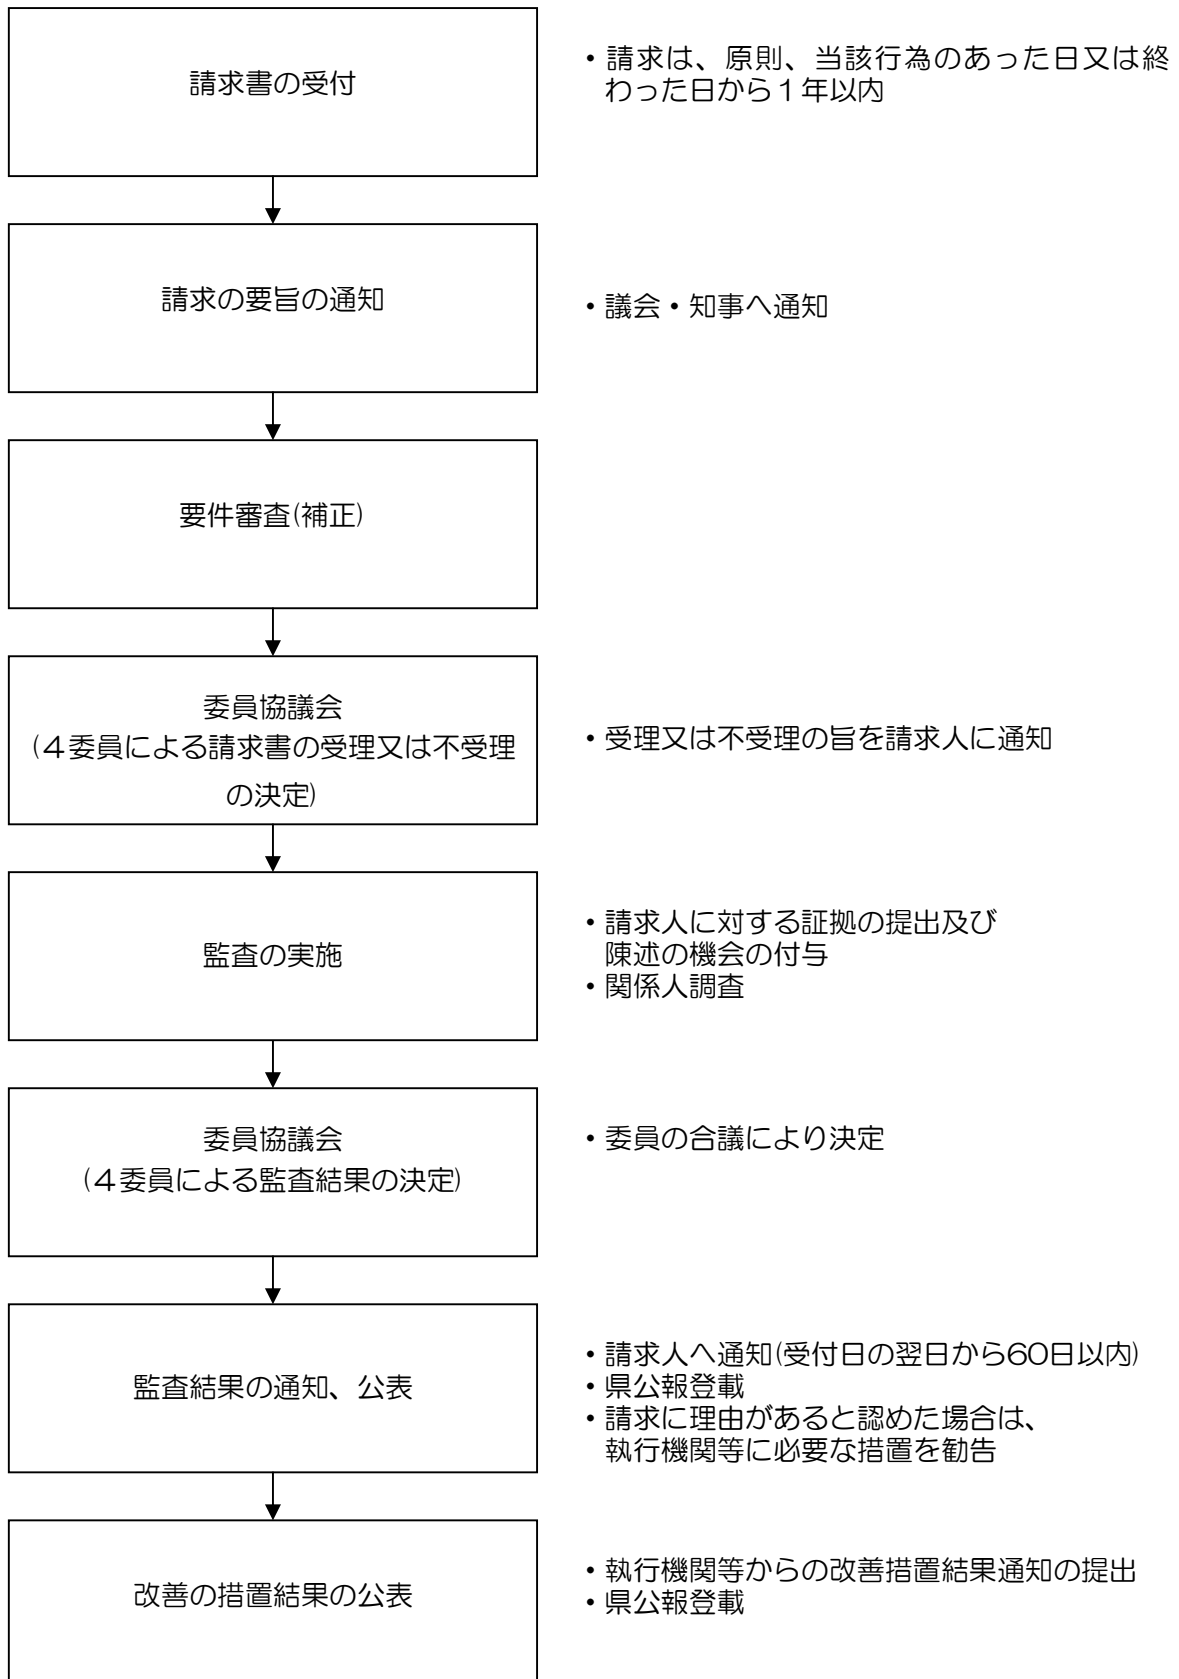 請求書の受付
・請求は、原則、当該行為のあった日又は終
わった日から１年以内
請求の要旨の通知
・議会・知事へ通知
要件審査(補正)
委員協議会
(４委員による請求書の受理又は不受理
の決定)
・受理又は不受理の旨を請求人に通知
監査の実施
・請求人に対する証拠の提出及び
陳述の機会の付与
・関係人調査
委員協議会
(４委員による監査結果の決定)
・委員の合議により決定
監査結果の通知、公表
・請求人へ通知(受付日の翌日から60日以内)
・県公報登載
・請求に理由があると認めた場合は、
執行機関等に必要な措置を勧告
改善の措置結果の公表
・執行機関等からの改善措置結果通知の提出
・県公報登載